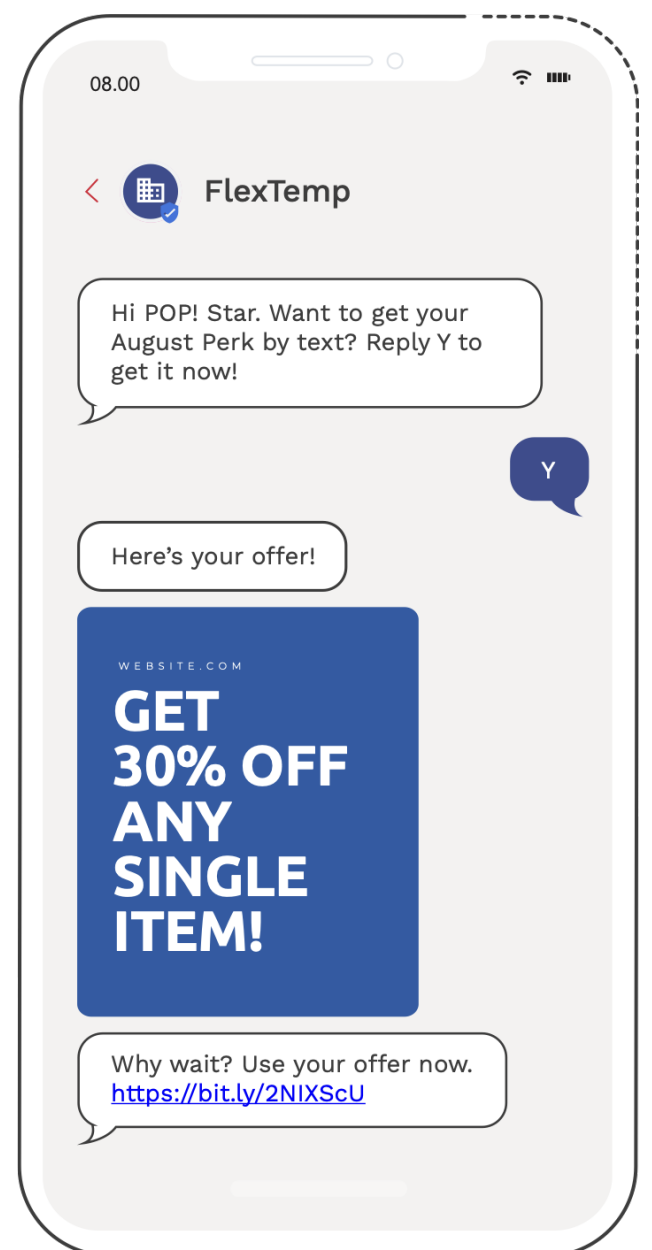 08.00
FlexTemp
Hi POP! Star. Want to get your
August Perk by text? Reply Y to
get it now!
Y
Here’s your offer!
WEBSITE.COM
GET
30% OFF
ANY
SINGLE
ITEM!
Why wait? Use your offer now.
https://bit.ly/2NIXScU